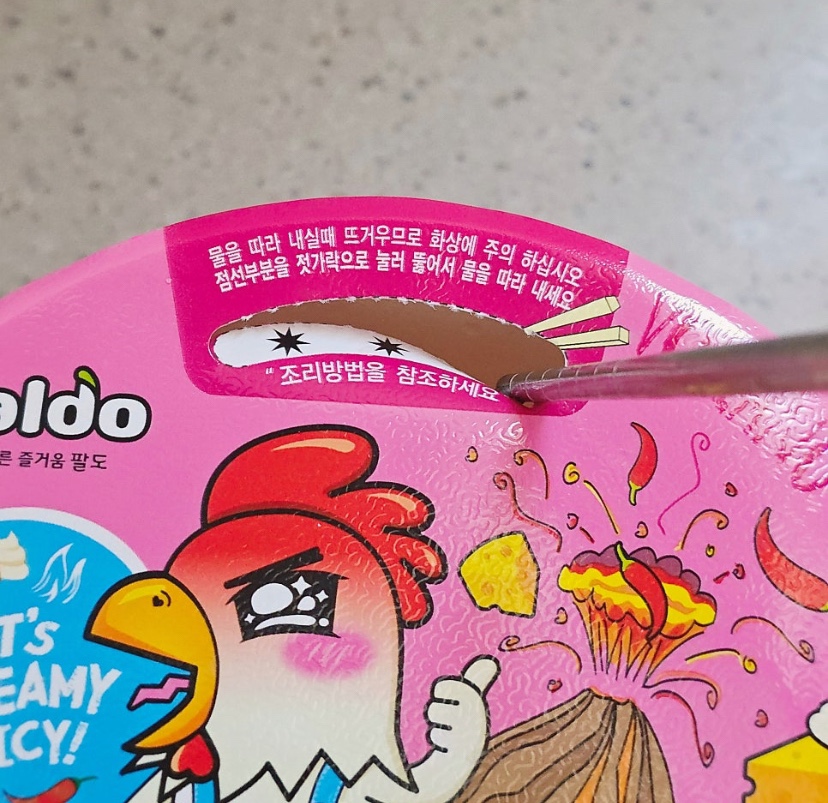 물을 따라 내실때 뜨거우므로 화상에 주의 하십시오
점선부분을 젓가락으로 눌러 뚫어서 물을 따라 내세요
“ 조리방법을 참조하세요
aldo
른 즐거움 팔도
T'S
EAMY
ICY!